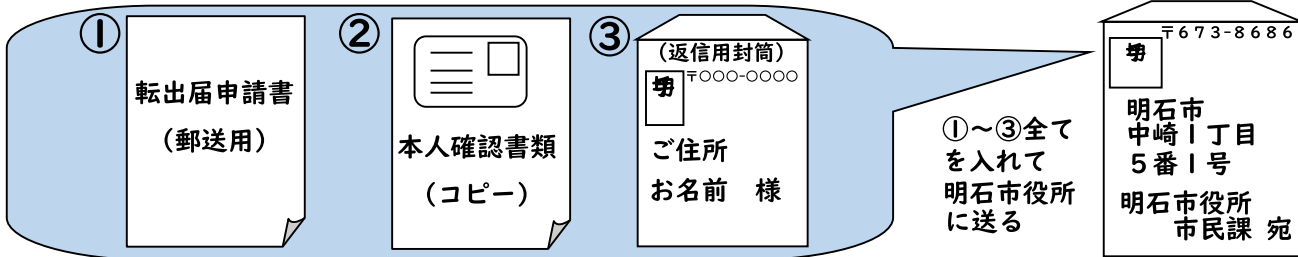 ①
転出届申請書
(郵送用)
②
本人確認書類
(コピー)
③
(返信用封筒)
切手
〒○○○-○○○○
ご住所
お名前 様
①~③全て
を入れて
明石市役所
に送る
〒673-8686
切手
明石市
中崎1丁目
5番1号
明石市役所
市民課 宛